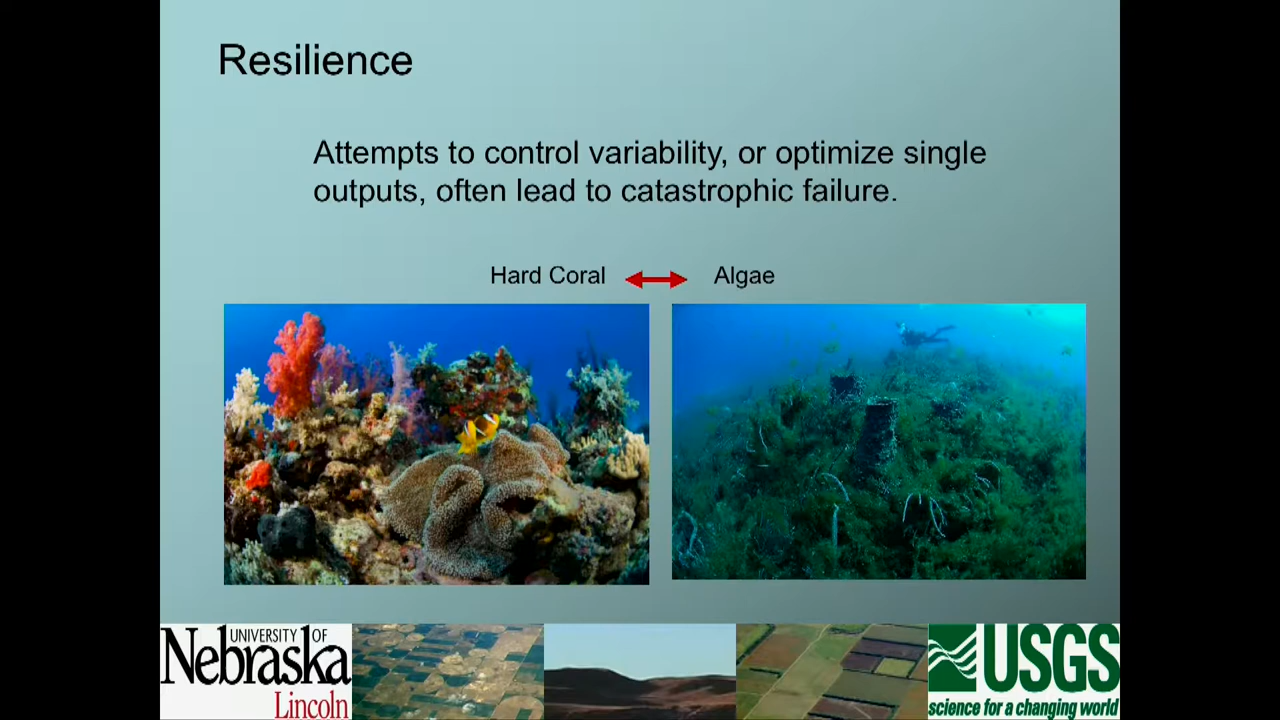 Resilience
Attempts to control variability, or optimize single
outputs, often lead to catastrophic failure.
Hard Coral
Algae
UNIVERSITY OF
Nebraska
Lincoln
USGS
science for a changing world